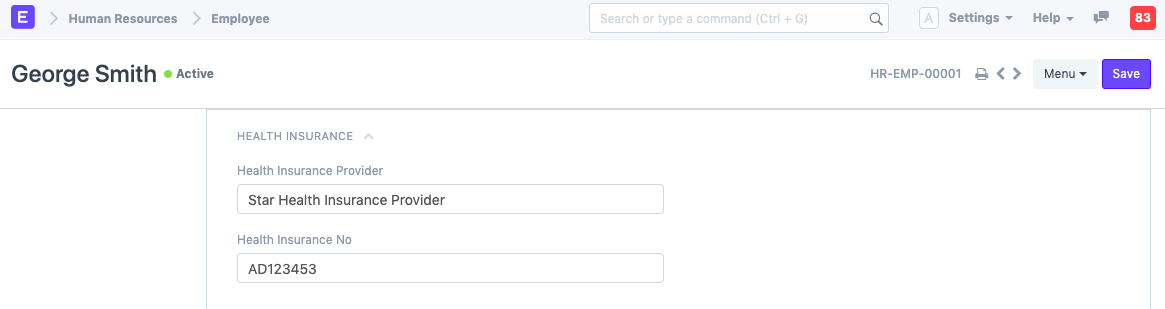 E Human Resources Employee Search or type a command (Ctrl + G) A Settings Help 83
George Smith Active HR-EMP-00001 Menu Save
HEALTH INSURANCE
Health Insurance Provider
Star Health Insurance Provider
Health Insurance No
AD123453